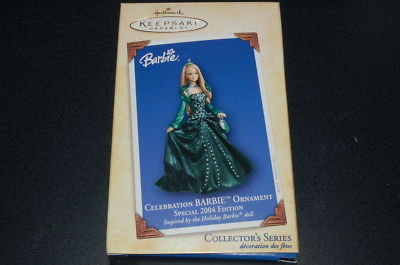 Hallmark
KEEPSAKE
ORNAMENT
Barbie
CELEBRATION BARBIE™ ORNAMENT
SPECIAL 2004 EDITION
Inspired by the Holiday Barbie® doll
COLLECTOR'S SERIES
décoration des fêtes